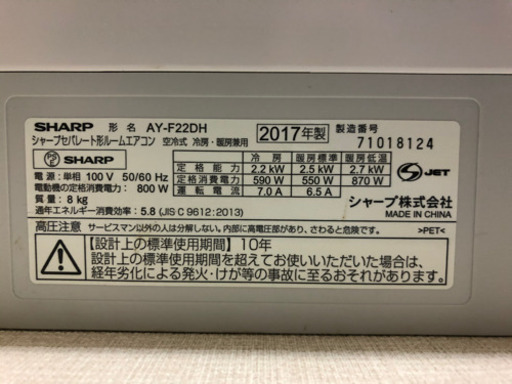 SHARP 形名 AY-F22DH 2017年製 製造番号
シャープセパレート形ルームエアコン 空冷式 冷房・暖房兼用 71018124
PS E SHARP 冷房 暖房標準 暖房低温
電源:単相 100 V 50/60 Hz 定格能力 2.2 kW 2.5 kW 2.7 kW
電動機の定格消費電力: 800 W 定格消費電力 590 W 550 W 870 W S JET
質量: 8 kg 運転電流 7.0 A 6.5 A
通年エネルギー消費効率: 5.8 (JIS C 9612:2013) シャープ株式会社
MADE IN CHINA
高圧注意 サービスマン以外の人は分解しないで。内部に高電圧部があり、さわると危険です。 >PET<
【設計上の標準使用期間】10年
設計上の標準使用期間を超えてお使いいただいた場合は、
経年劣化による発火・けが等の事故に至るおそれがあります。